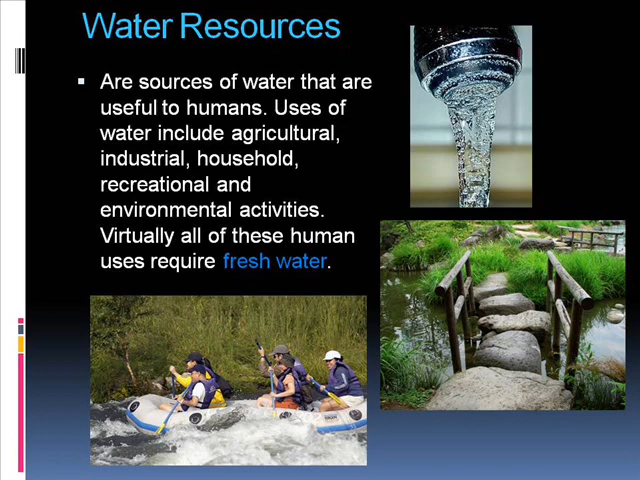 Water Resources
Are sources of water that are
useful to humans. Uses of
water include agricultural,
industrial, household,
recreational and
environmental activities.
Virtually all of these human
uses require fresh water.